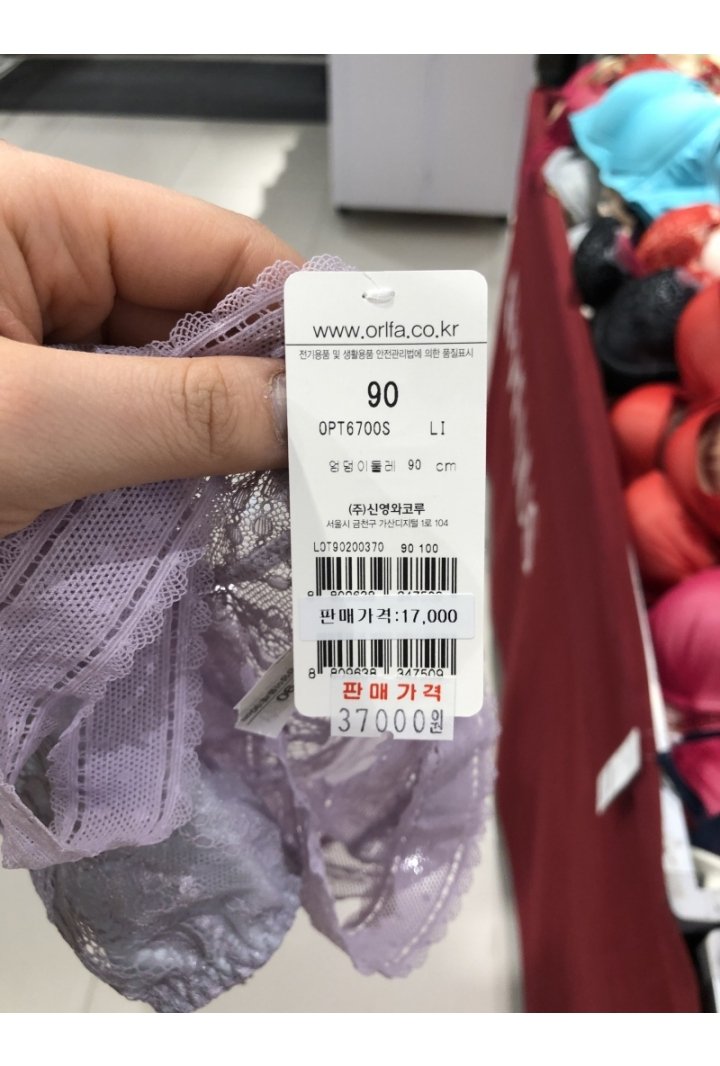 www.orlfa.co.kr
전기용품 및 생활용품 안전관리법에 의한 품질표시
90
OPT6700S LI
엉덩이둘레 90 cm
(주)신영와코루
서울시 금천구 가산디지털 1로 104
LOT90200370 90 100
판매가격:17,000
8 809638 347509
판매가격
37000원